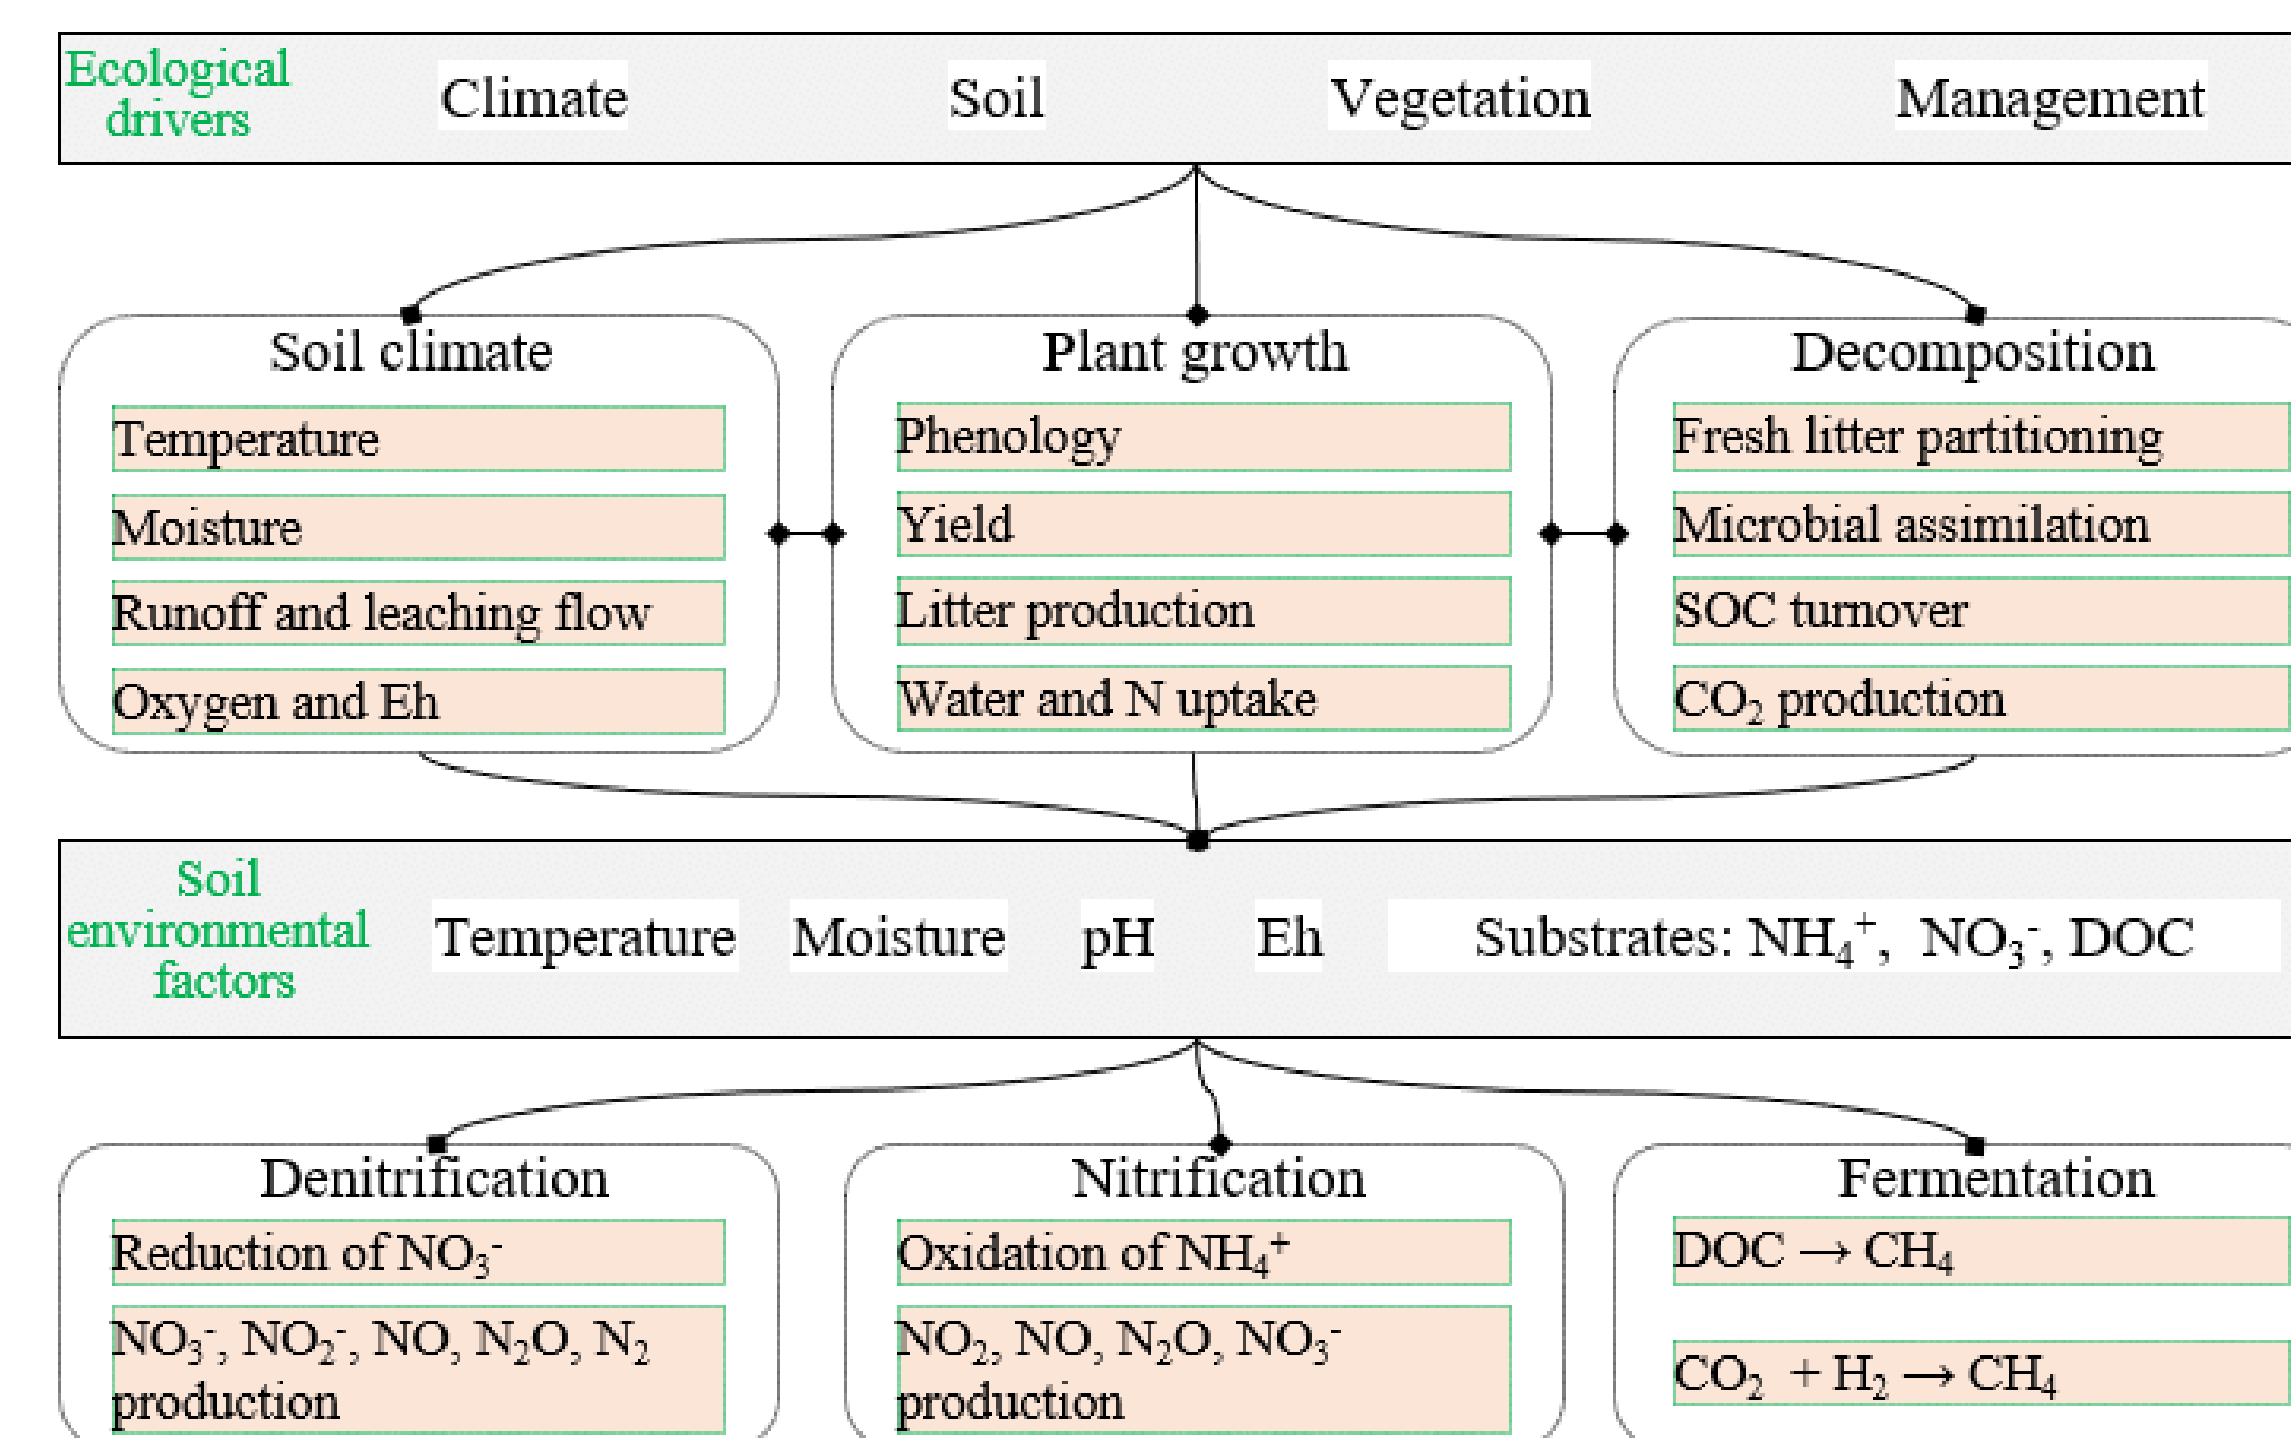 Ecological
drivers
Climate
Soil
Vegetation
Management
Soil climate
Temperature
Moisture
Runoff and leaching flow
Oxygen and Eh
Plant growth
Phenology
Yield
Litter production
Water and N uptake
Decomposition
Fresh litter partitioning
Microbial assimilation
SOC turnover
CO₂ production
Soil
environmental
factors
Temperature
Moisture
pH
Eh
Substrates: NH₄⁺, NO₃⁻, DOC
Denitrification
Reduction of NO₃⁻
NO₃⁻, NO₂⁻, NO, N₂O, N₂
production
Nitrification
Oxidation of NH₄⁺
NO₂, NO, N₂O, NO₃⁻
production
Fermentation
DOC → CH₄
CO₂ + H₂ → CH₄